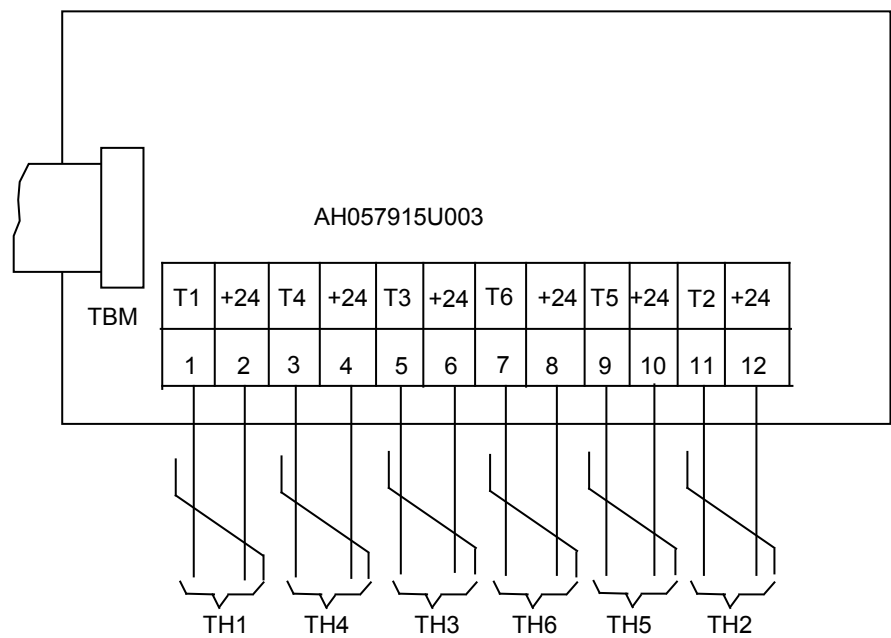 AH057915U003
T1 +24 T4 +24 T3 +24 T6 +24 T5 +24 T2 +24
TBM
1 2 3 4 5 6 7 8 9 10 11 12
TH1 TH4 TH3 TH6 TH5 TH2